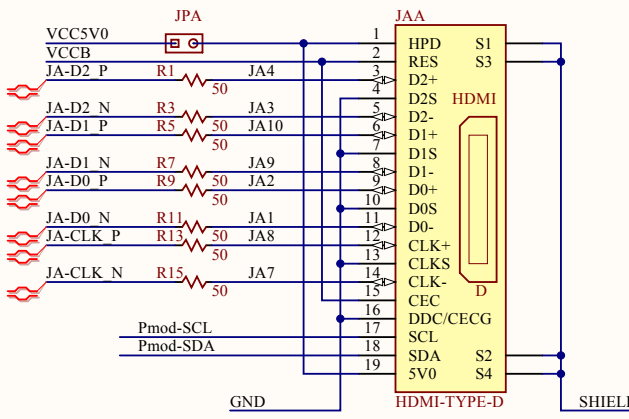 JPA JAA
VCC5V0 1 HPD S1
VCCB 2 RES S3
JA-D2_P R1 50 JA4 3 D2+
4 D2S HDMI
JA-D2_N R3 50 JA3 5 D2-
JA-D1_P R5 50 JA10 6 D1+
7 D1S
JA-D1_N R7 50 JA9 8 D1-
JA-D0_P R9 50 JA2 9 D0+
10 D0S
JA-D0_N R11 50 JA1 11 D0-
JA-CLK_P R13 50 JA8 12 CLK+
13 CLKS
JA-CLK_N R15 50 JA7 14 CLK- D
15 CEC
16 DDC/CECG
Pmod-SCL 17 SCL
Pmod-SDA 18 SDA S2
19 5V0 S4
GND HDMI-TYPE-D